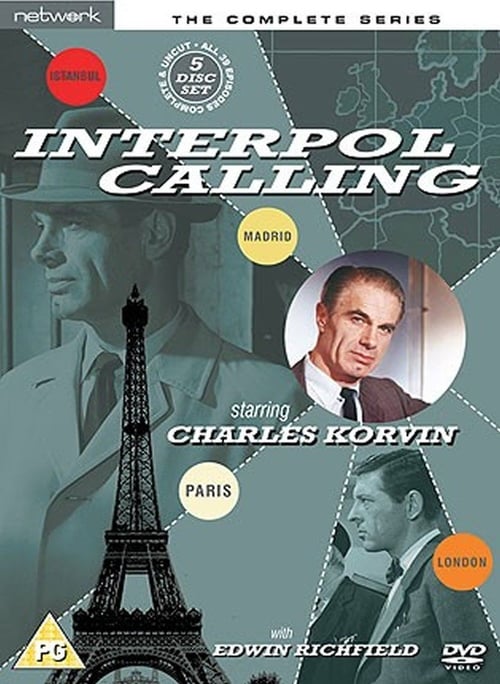 network
THE COMPLETE SERIES
ISTANBUL
ALL 39 EPISODES COMPLETE & UNCUT
5
DISC
SET
INTERPOL
CALLING
MADRID
starring
CHARLES KORVIN
PARIS
LONDON
with
EDWIN RICHFIELD
PG
DVD
VIDEO